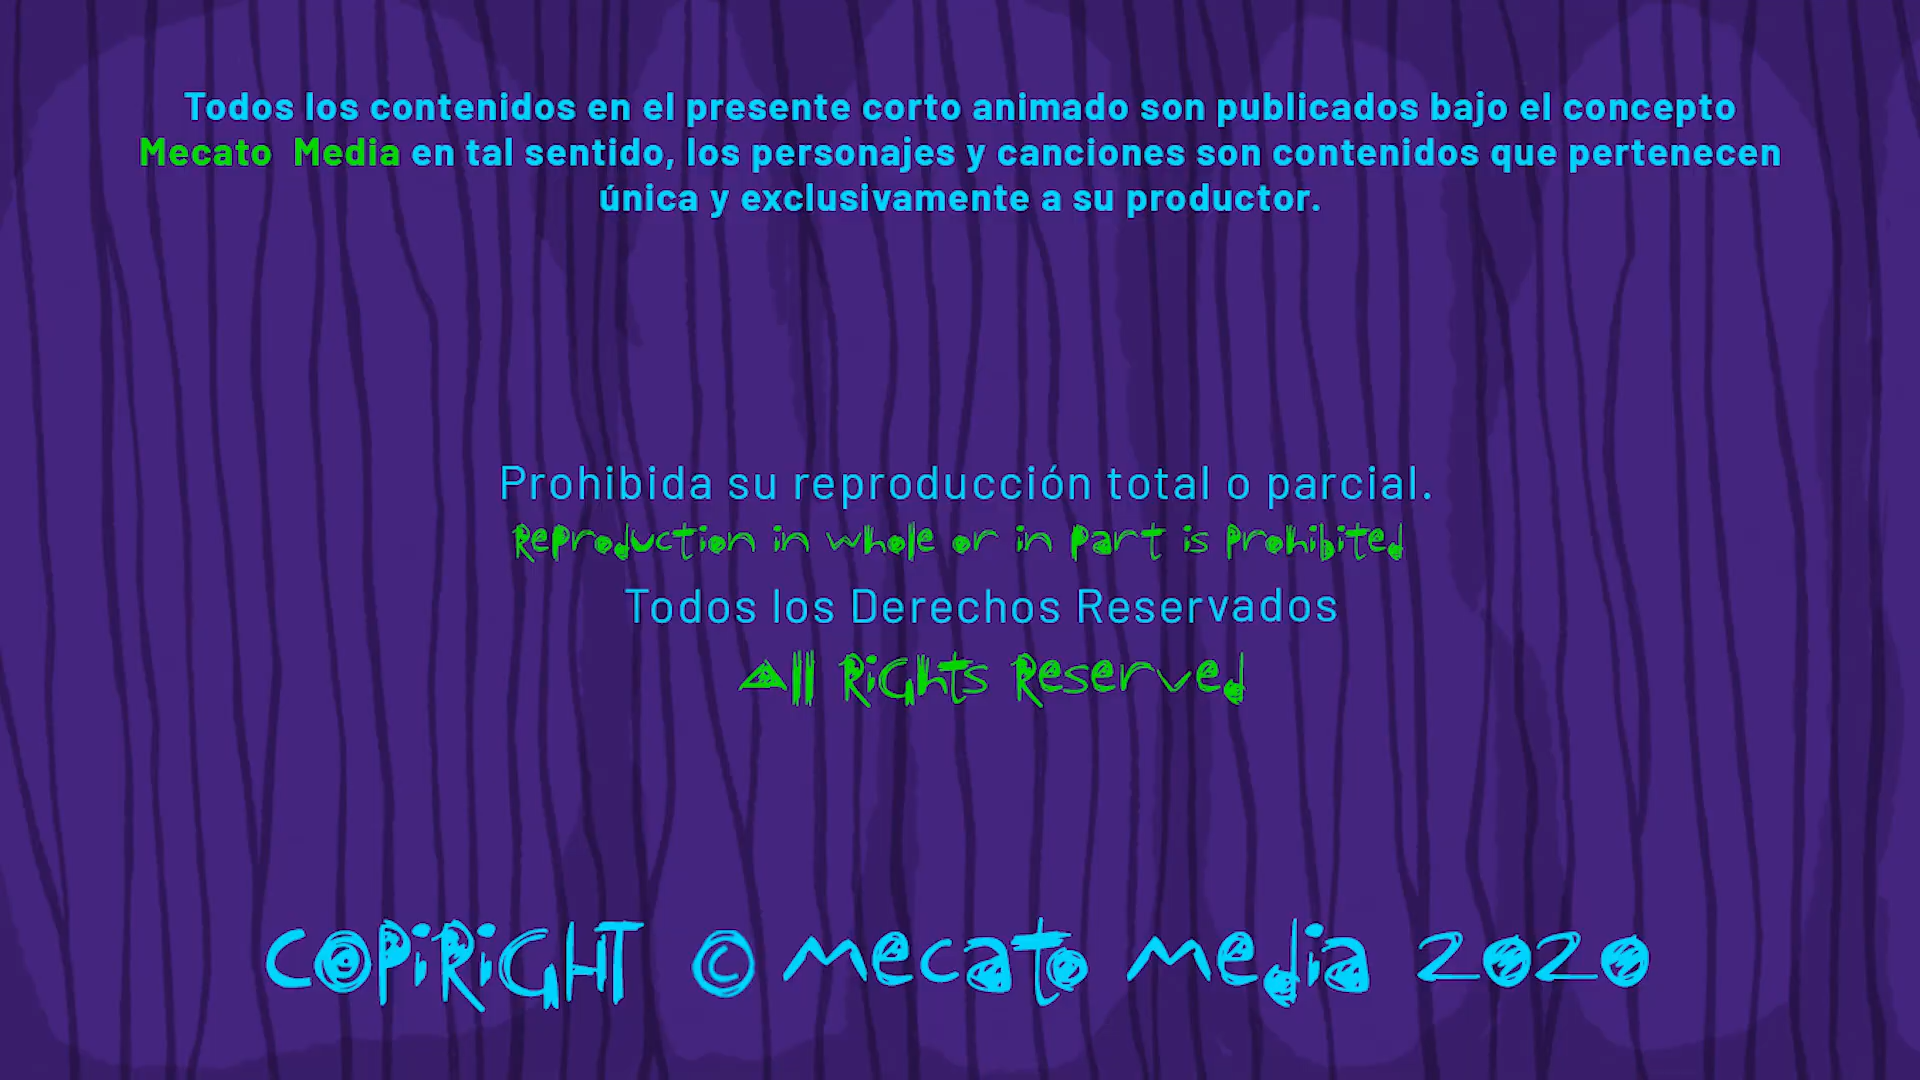 Todos los contenidos en el presente corto animado son publicados bajo el concepto
Mecato Media en tal sentido, los personajes y canciones son contenidos que pertenecen
única y exclusivamente a su productor.
Prohibida su reproducción total o parcial.
Reproduction in whole or in part is prohibited
Todos los Derechos Reservados
All Rights Reserved
COPiRiGHT © Mecato Media 2020